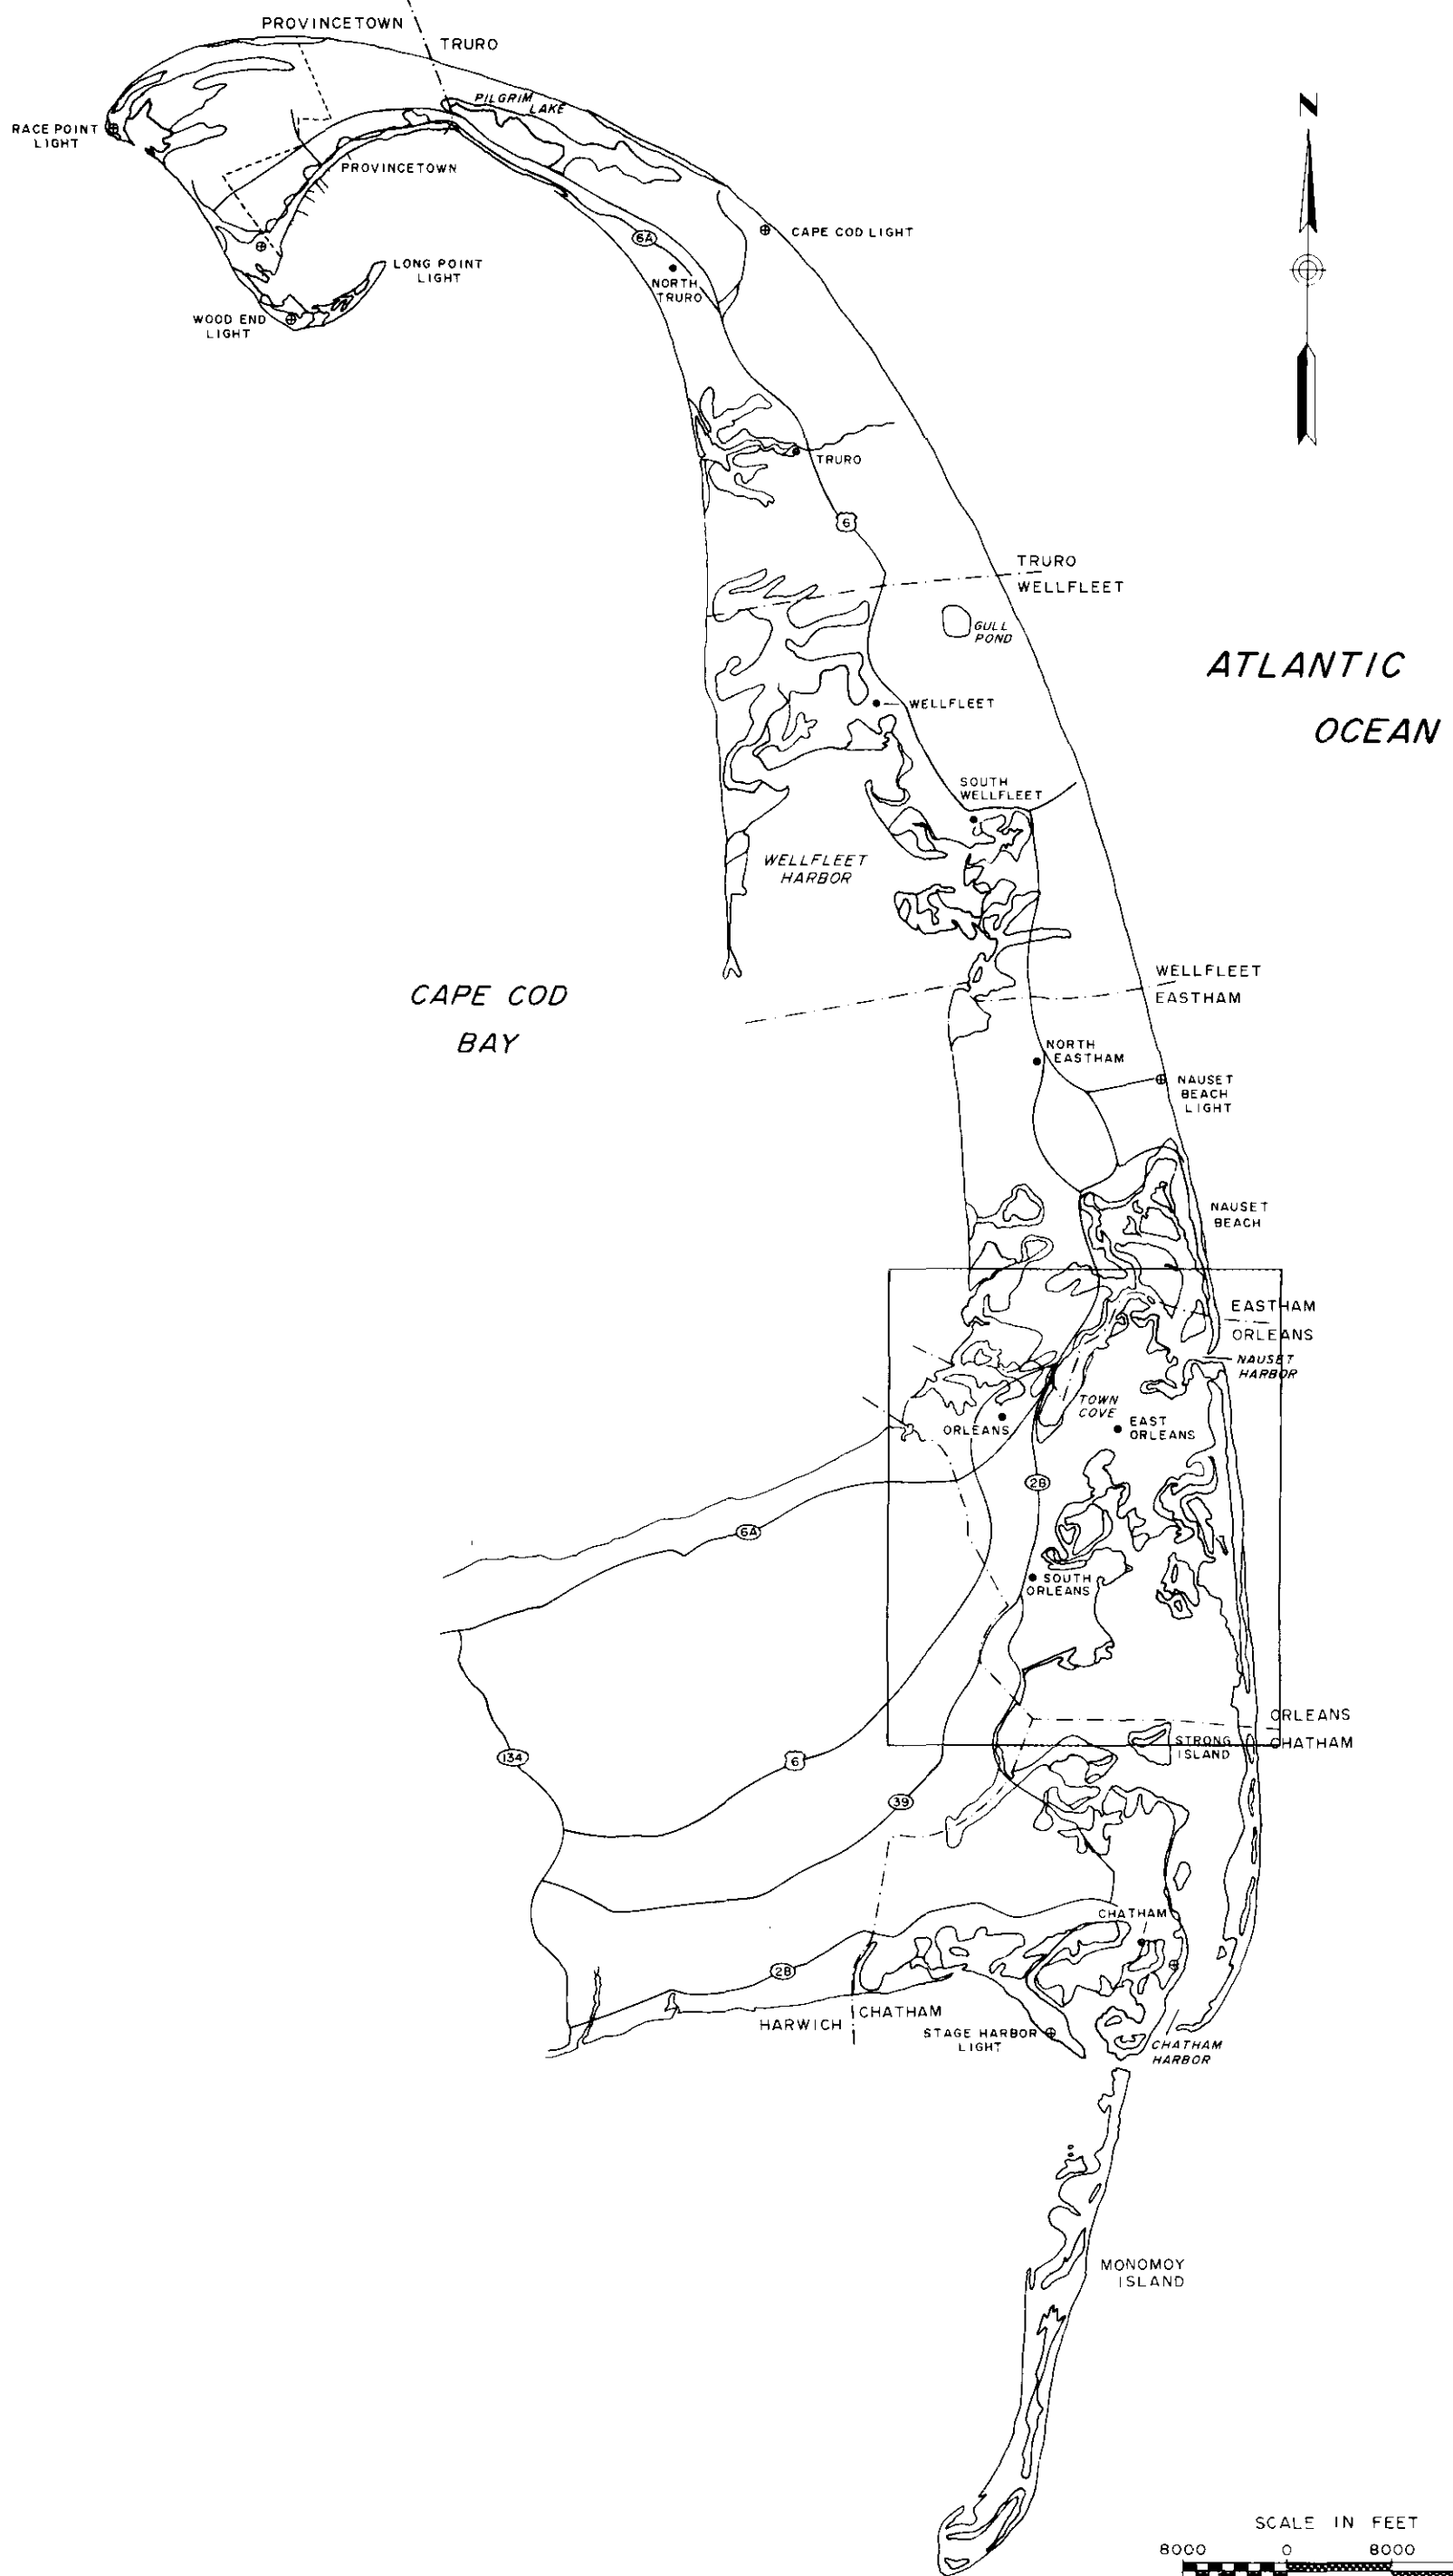 PROVINCETOWN
TRURO
PILGRIM
LAKE
N
RACE POINT
LIGHT
PROVINCETOWN
CAPE COD LIGHT
6A
LONG POINT
LIGHT
NORTH
TRURO
WOOD END
LIGHT
TRURO
6
TRURO
WELLFLEET
GULL
POND
ATLANTIC
OCEAN
WELLFLEET
SOUTH
WELLFLEET
WELLFLEET
HARBOR
CAPE COD
BAY
WELLFLEET
EASTHAM
NORTH
EASTHAM
NAUSET
BEACH
LIGHT
NAUSET
BEACH
EASTHAM
ORLEANS
NAUSET
HARBOR
TOWN
COVE
ORLEANS
EAST
ORLEANS
28
6A
SOUTH
ORLEANS
ORLEANS
CHATHAM
STRONG
ISLAND
134
6
39
CHATHAM
28
HARWICH
CHATHAM
STAGE HARBOR
LIGHT
CHATHAM
HARBOR
MONOMOY
ISLAND
SCALE IN FEET
8000 0 8000